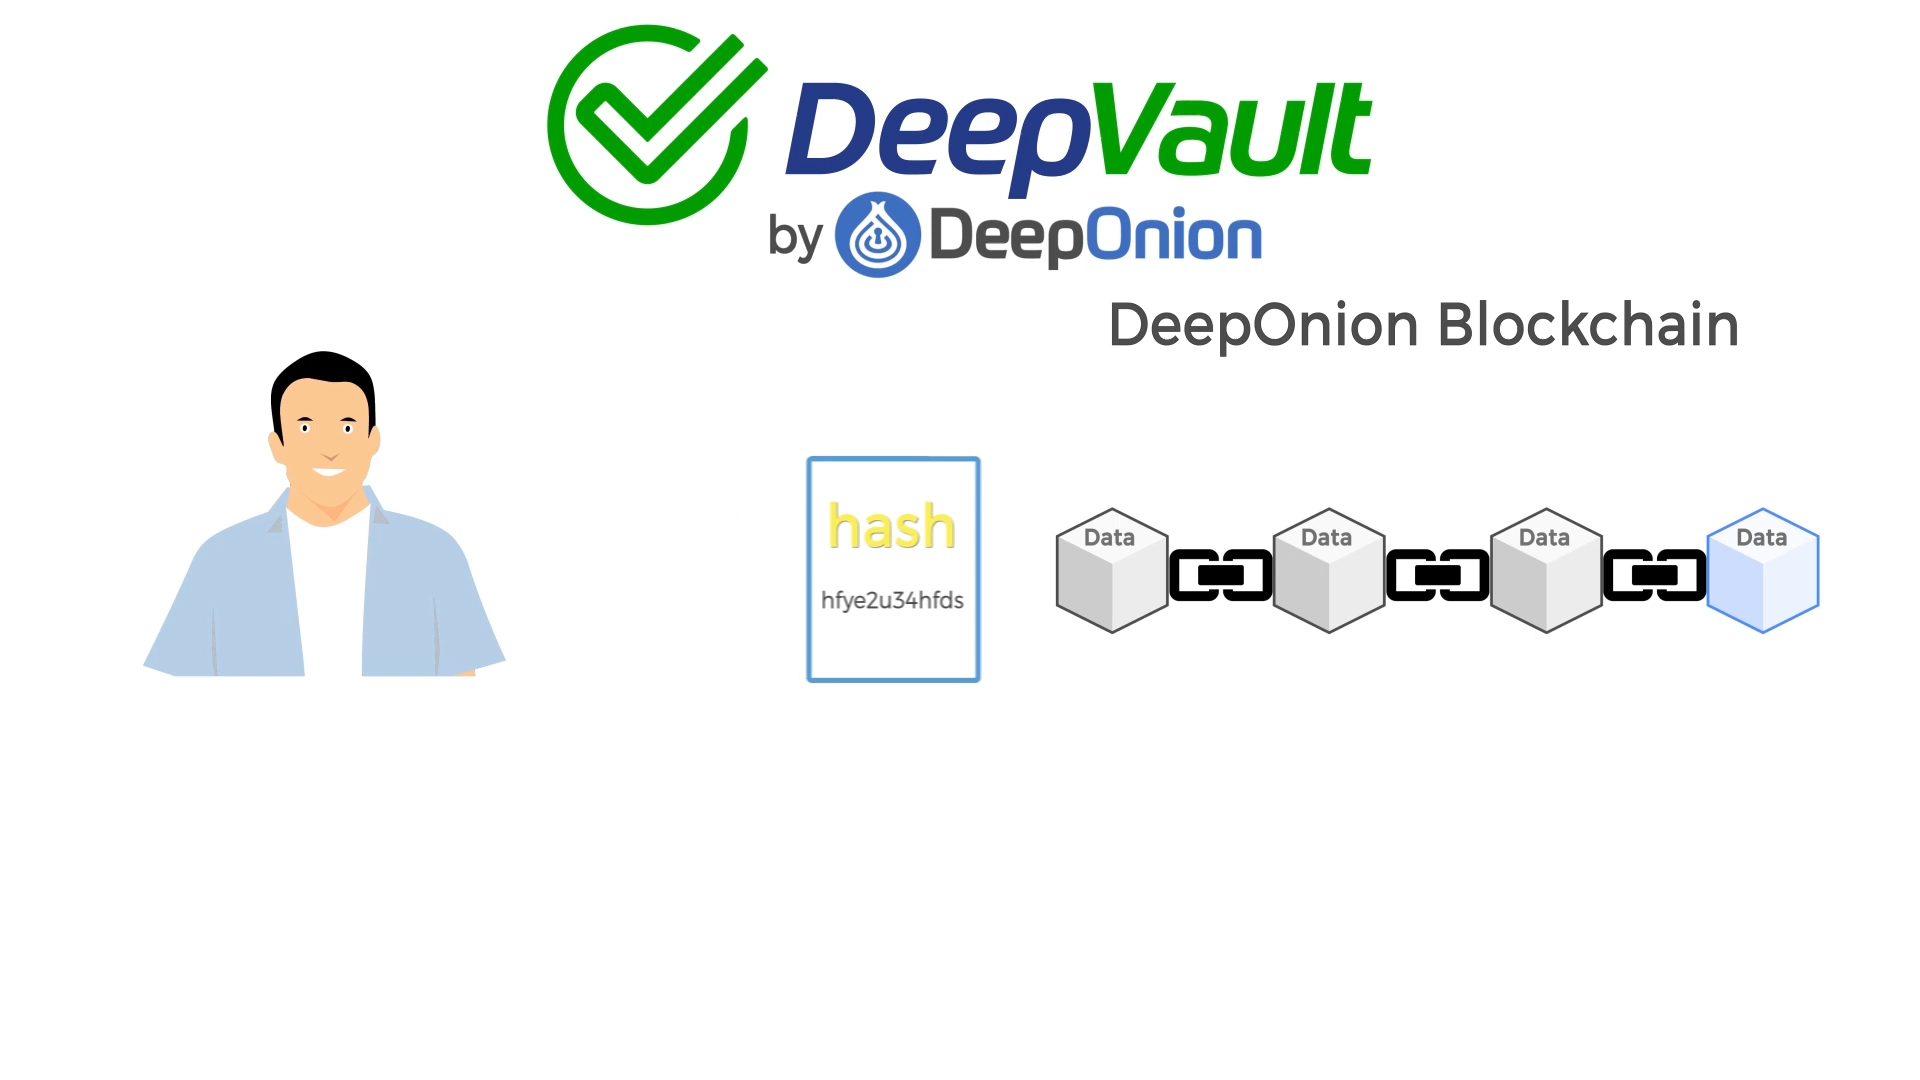 DeepVault
by DeepOnion
DeepOnion Blockchain
hash
hfye2u34hfds
Data Data Data Data